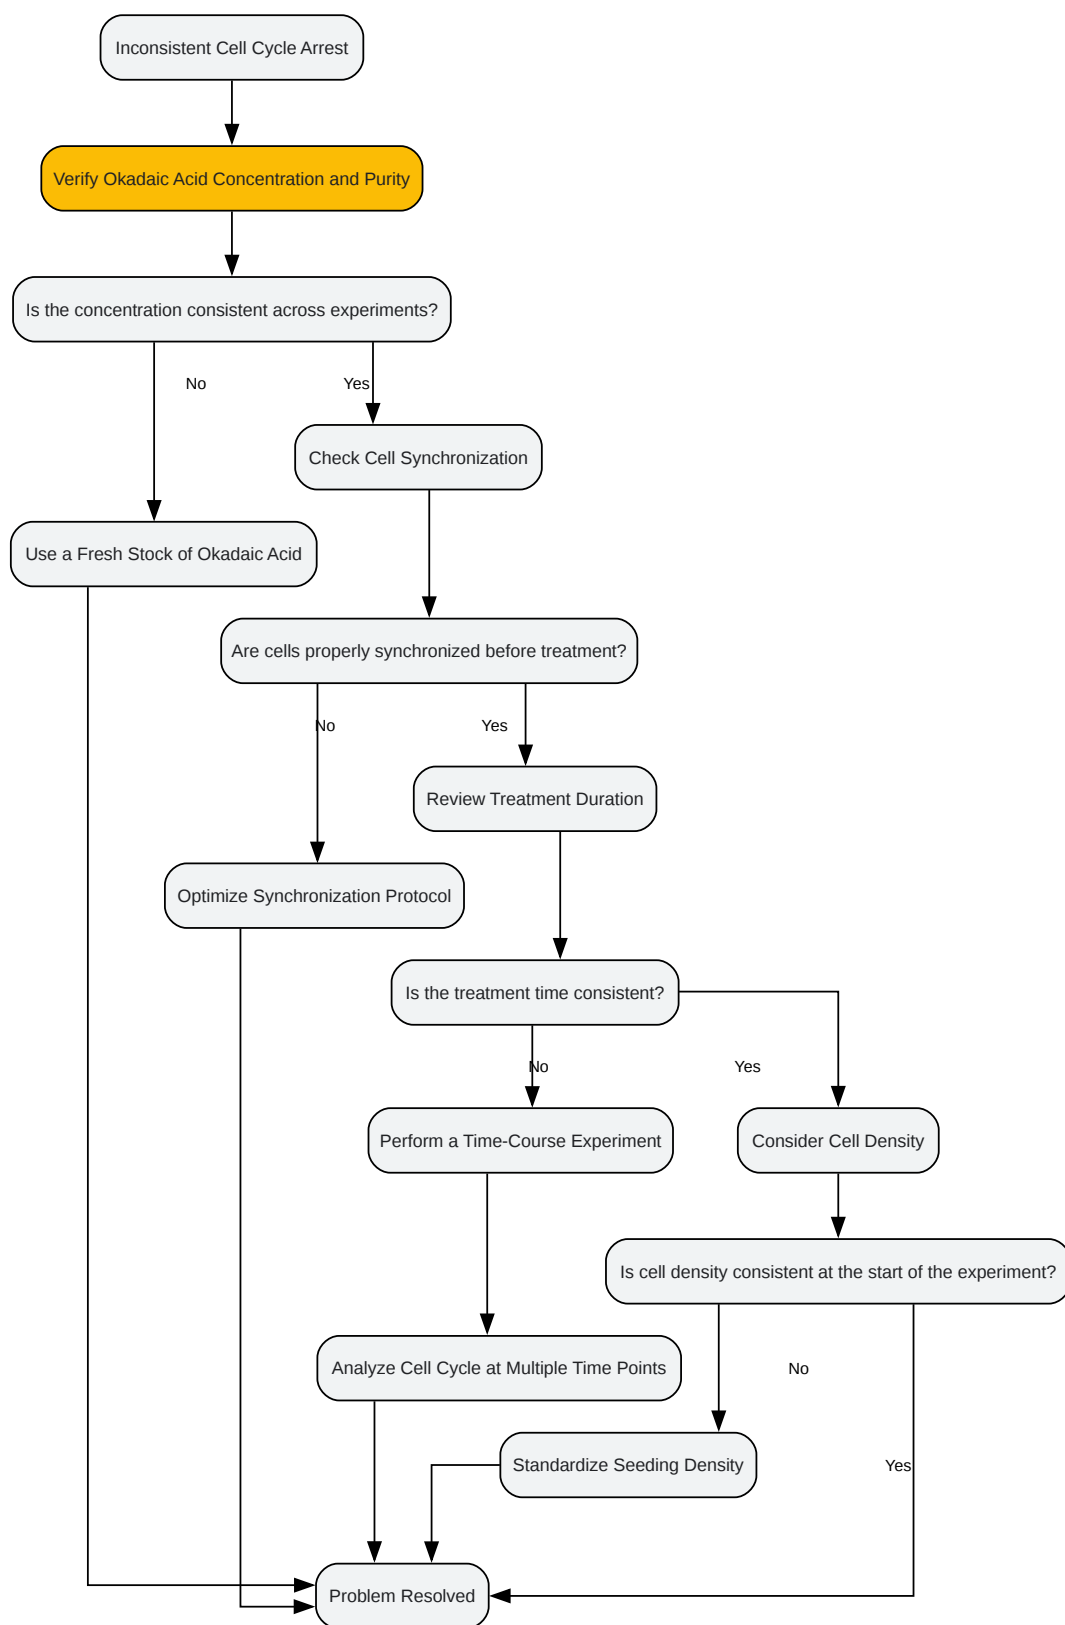 Inconsistent Cell Cycle Arrest
Verify Okadaic Acid Concentration and Purity
Is the concentration consistent across experiments?
No
Yes
Check Cell Synchronization
Use a Fresh Stock of Okadaic Acid
Are cells properly synchronized before treatment?
No
Yes
Review Treatment Duration
Optimize Synchronization Protocol
Is the treatment time consistent?
No
Yes
Perform a Time-Course Experiment
Consider Cell Density
Is cell density consistent at the start of the experiment?
Analyze Cell Cycle at Multiple Time Points
No
Standardize Seeding Density
Yes
Problem Resolved